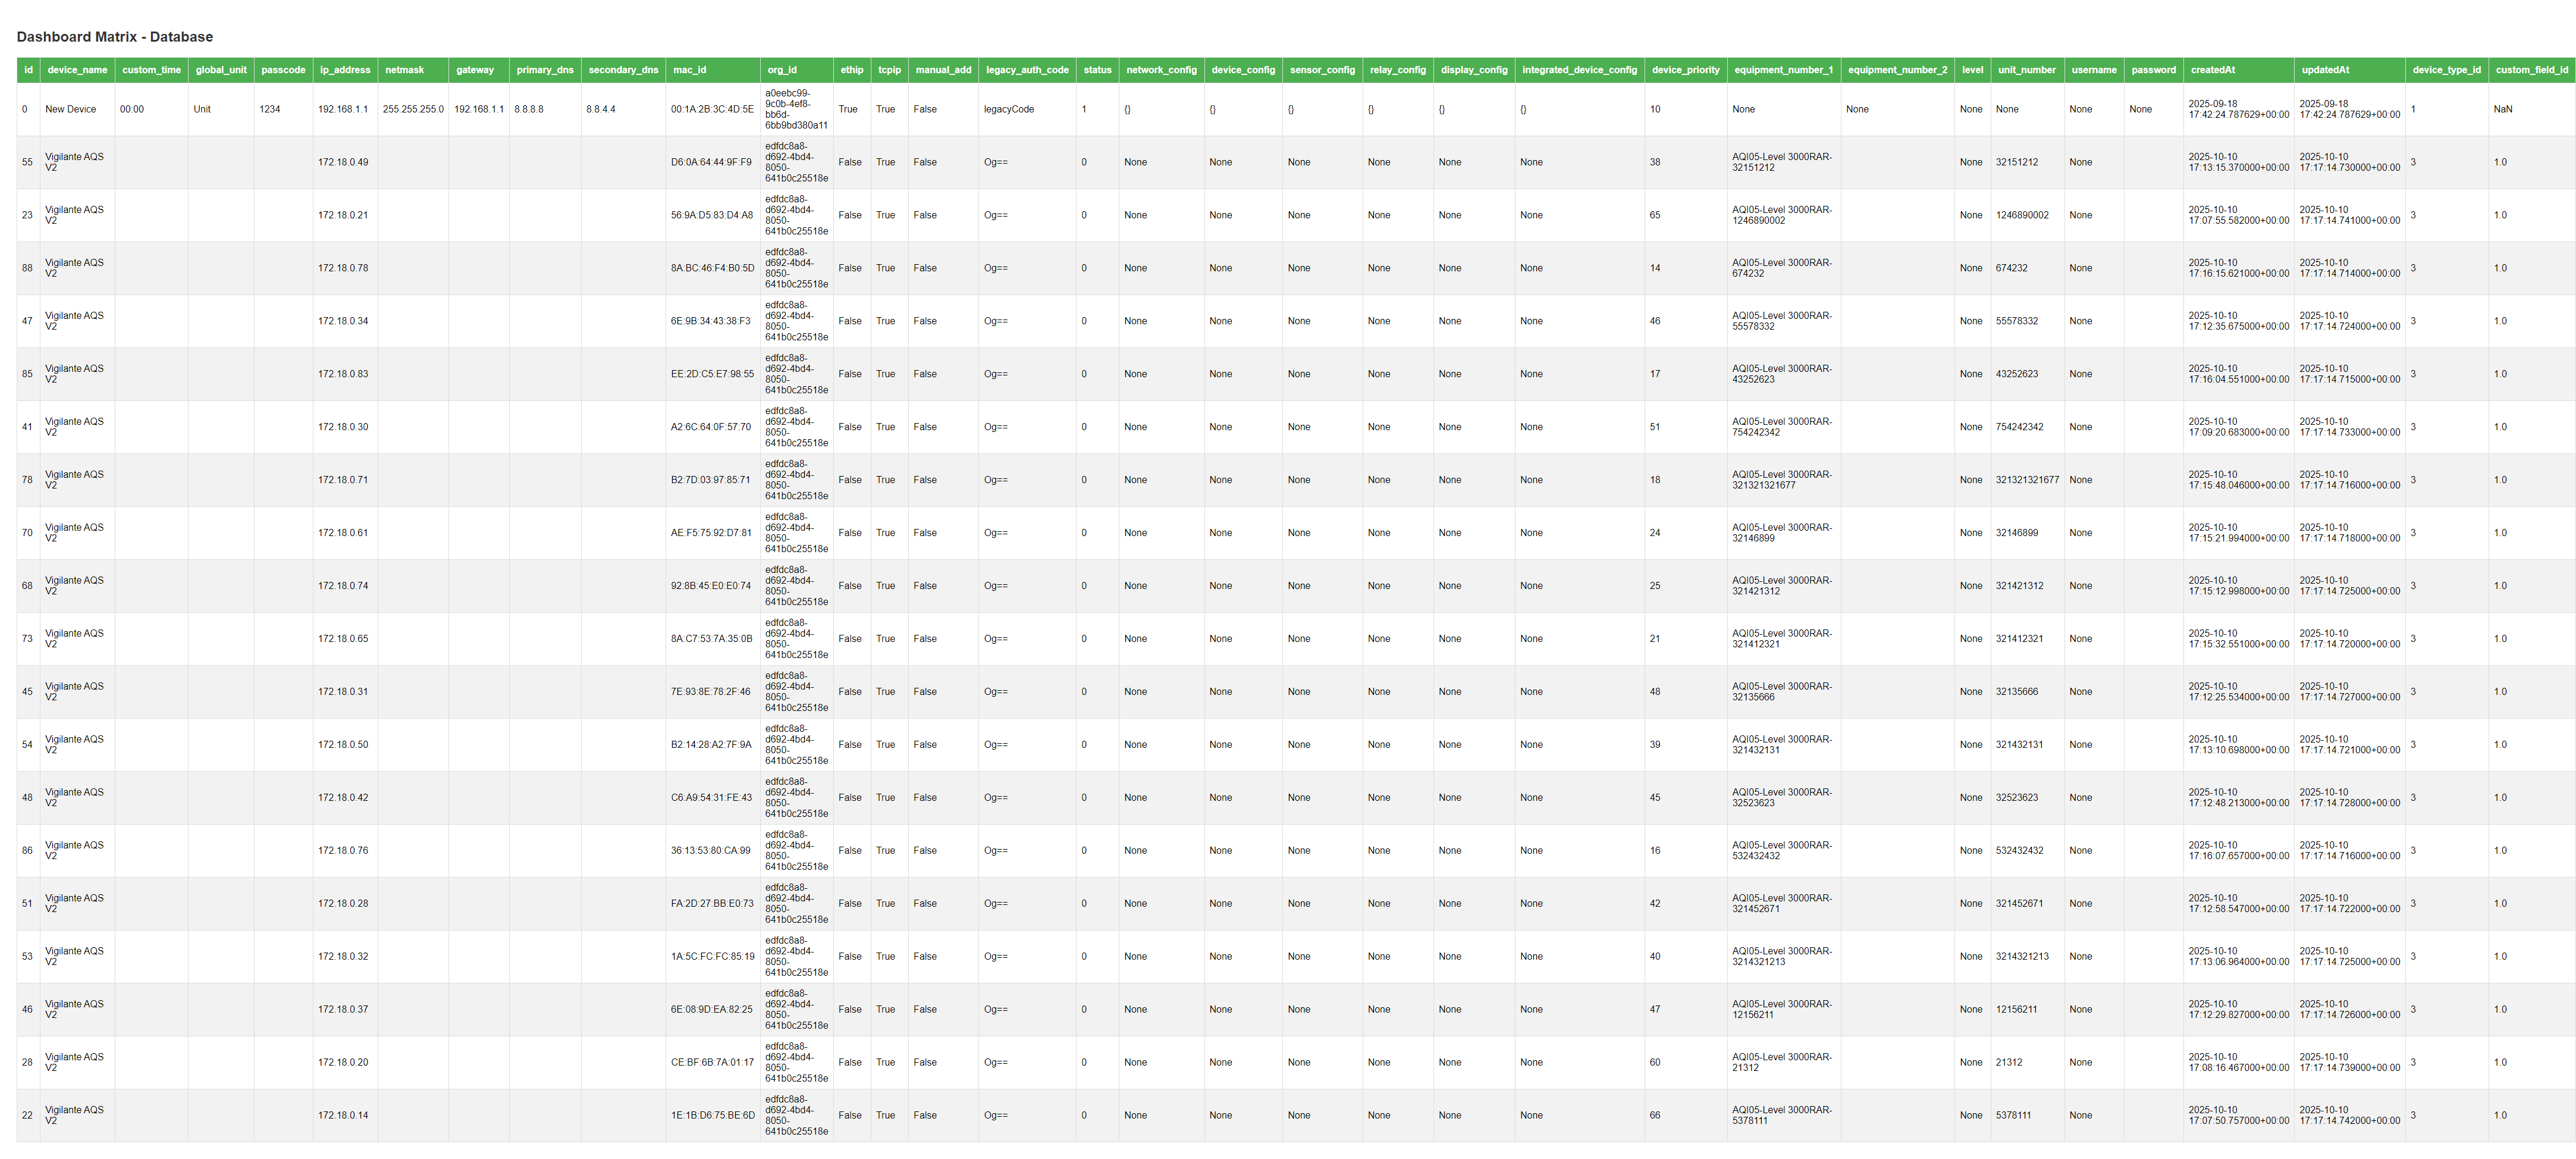 Dashboard Matrix - Database
id device_name custom_time global_unit passcode ip_address netmask gateway primary_dns secondary_dns mac_id org_id ethip tcpip manual_add legacy_auth_code status network_config device_config sensor_config relay_config display_config integrated_device_config device_priority equipment_number_1 equipment_number_2 level unit_number username password createdAt updatedAt device_type_id custom_field_id
0 New Device 00:00 Unit 1234 192.168.1.1 255.255.255.0 192.168.1.1 8.8.8.8 8.8.4.4 00:1A:2B:3C:4D:5E a0eebc99-9c0b-4ef8-bb6d-6bb9bd380a11 True True False legacyCode 1 {} {} {} {} {} {} 10 None None None None None None 2025-09-18 17:42:24.787629+00:00 2025-09-18 17:42:24.787629+00:00 1 NaN
55 Vigilante AQS V2 172.18.0.49 D6:0A:64:44:9F:F9 edfdc8a8-d692-4bd4-8050-641b0c25518e False True False Og== 0 None None None None None None 38 AQI05-Level 3000RAR-32151212 None 32151212 None 2025-10-10 17:13:15.370000+00:00 2025-10-10 17:17:14.730000+00:00 3 1.0
23 Vigilante AQS V2 172.18.0.21 56:9A:D5:83:D4:A8 edfdc8a8-d692-4bd4-8050-641b0c25518e False True False Og== 0 None None None None None None 65 AQI05-Level 3000RAR-1246890002 None 1246890002 None 2025-10-10 17:07:55.582000+00:00 2025-10-10 17:17:14.741000+00:00 3 1.0
88 Vigilante AQS V2 172.18.0.78 8A:BC:46:F4:B0:5D edfdc8a8-d692-4bd4-8050-641b0c25518e False True False Og== 0 None None None None None None 14 AQI05-Level 3000RAR-674232 None 674232 None 2025-10-10 17:16:15.621000+00:00 2025-10-10 17:17:14.714000+00:00 3 1.0
47 Vigilante AQS V2 172.18.0.34 6E:9B:34:43:38:F3 edfdc8a8-d692-4bd4-8050-641b0c25518e False True False Og== 0 None None None None None None 46 AQI05-Level 3000RAR-55578332 None 55578332 None 2025-10-10 17:12:35.675000+00:00 2025-10-10 17:17:14.724000+00:00 3 1.0
85 Vigilante AQS V2 172.18.0.83 EE:2D:C5:E7:98:55 edfdc8a8-d692-4bd4-8050-641b0c25518e False True False Og== 0 None None None None None None 17 AQI05-Level 3000RAR-43252623 None 43252623 None 2025-10-10 17:16:04.551000+00:00 2025-10-10 17:17:14.715000+00:00 3 1.0
41 Vigilante AQS V2 172.18.0.30 A2:6C:64:0F:57:70 edfdc8a8-d692-4bd4-8050-641b0c25518e False True False Og== 0 None None None None None None 51 AQI05-Level 3000RAR-754242342 None 754242342 None 2025-10-10 17:09:20.683000+00:00 2025-10-10 17:17:14.733000+00:00 3 1.0
78 Vigilante AQS V2 172.18.0.71 B2:7D:03:97:85:71 edfdc8a8-d692-4bd4-8050-641b0c25518e False True False Og== 0 None None None None None None 18 AQI05-Level 3000RAR-321321321677 None 321321321677 None 2025-10-10 17:15:48.046000+00:00 2025-10-10 17:17:14.716000+00:00 3 1.0
70 Vigilante AQS V2 172.18.0.61 AE:F5:75:92:D7:81 edfdc8a8-d692-4bd4-8050-641b0c25518e False True False Og== 0 None None None None None None 24 AQI05-Level 3000RAR-32146899 None 32146899 None 2025-10-10 17:15:21.994000+00:00 2025-10-10 17:17:14.718000+00:00 3 1.0
68 Vigilante AQS V2 172.18.0.74 92:8B:45:E0:E0:74 edfdc8a8-d692-4bd4-8050-641b0c25518e False True False Og== 0 None None None None None None 25 AQI05-Level 3000RAR-321421312 None 321421312 None 2025-10-10 17:15:12.998000+00:00 2025-10-10 17:17:14.725000+00:00 3 1.0
73 Vigilante AQS V2 172.18.0.65 8A:C7:53:7A:35:0B edfdc8a8-d692-4bd4-8050-641b0c25518e False True False Og== 0 None None None None None None 21 AQI05-Level 3000RAR-321412321 None 321412321 None 2025-10-10 17:15:32.551000+00:00 2025-10-10 17:17:14.720000+00:00 3 1.0
45 Vigilante AQS V2 172.18.0.31 7E:93:8E:78:2F:46 edfdc8a8-d692-4bd4-8050-641b0c25518e False True False Og== 0 None None None None None None 48 AQI05-Level 3000RAR-32135666 None 32135666 None 2025-10-10 17:12:25.534000+00:00 2025-10-10 17:17:14.727000+00:00 3 1.0
54 Vigilante AQS V2 172.18.0.50 B2:14:28:A2:7F:9A edfdc8a8-d692-4bd4-8050-641b0c25518e False True False Og== 0 None None None None None None 39 AQI05-Level 3000RAR-321432131 None 321432131 None 2025-10-10 17:13:10.698000+00:00 2025-10-10 17:17:14.721000+00:00 3 1.0
48 Vigilante AQS V2 172.18.0.42 C6:A9:54:31:FE:43 edfdc8a8-d692-4bd4-8050-641b0c25518e False True False Og== 0 None None None None None None 45 AQI05-Level 3000RAR-32523623 None 32523623 None 2025-10-10 17:12:48.213000+00:00 2025-10-10 17:17:14.728000+00:00 3 1.0
86 Vigilante AQS V2 172.18.0.76 36:13:53:80:CA:99 edfdc8a8-d692-4bd4-8050-641b0c25518e False True False Og== 0 None None None None None None 16 AQI05-Level 3000RAR-532432432 None 532432432 None 2025-10-10 17:16:07.657000+00:00 2025-10-10 17:17:14.716000+00:00 3 1.0
51 Vigilante AQS V2 172.18.0.28 FA:2D:27:BB:E0:73 edfdc8a8-d692-4bd4-8050-641b0c25518e False True False Og== 0 None None None None None None 42 AQI05-Level 3000RAR-321452671 None 321452671 None 2025-10-10 17:12:58.547000+00:00 2025-10-10 17:17:14.722000+00:00 3 1.0
53 Vigilante AQS V2 172.18.0.32 1A:5C:FC:FC:85:19 edfdc8a8-d692-4bd4-8050-641b0c25518e False True False Og== 0 None None None None None None 40 AQI05-Level 3000RAR-3214321213 None 3214321213 None 2025-10-10 17:13:06.964000+00:00 2025-10-10 17:17:14.725000+00:00 3 1.0
46 Vigilante AQS V2 172.18.0.37 6E:08:9D:EA:82:25 edfdc8a8-d692-4bd4-8050-641b0c25518e False True False Og== 0 None None None None None None 47 AQI05-Level 3000RAR-12156211 None 12156211 None 2025-10-10 17:12:29.827000+00:00 2025-10-10 17:17:14.726000+00:00 3 1.0
28 Vigilante AQS V2 172.18.0.20 CE:BF:6B:7A:01:17 edfdc8a8-d692-4bd4-8050-641b0c25518e False True False Og== 0 None None None None None None 60 AQI05-Level 3000RAR-21312 None 21312 None 2025-10-10 17:08:16.467000+00:00 2025-10-10 17:17:14.739000+00:00 3 1.0
22 Vigilante AQS V2 172.18.0.14 1E:1B:D6:75:BE:6D edfdc8a8-d692-4bd4-8050-641b0c25518e False True False Og== 0 None None None None None None 66 AQI05-Level 3000RAR-5378111 None 5378111 None 2025-10-10 17:07:50.757000+00:00 2025-10-10 17:17:14.742000+00:00 3 1.0